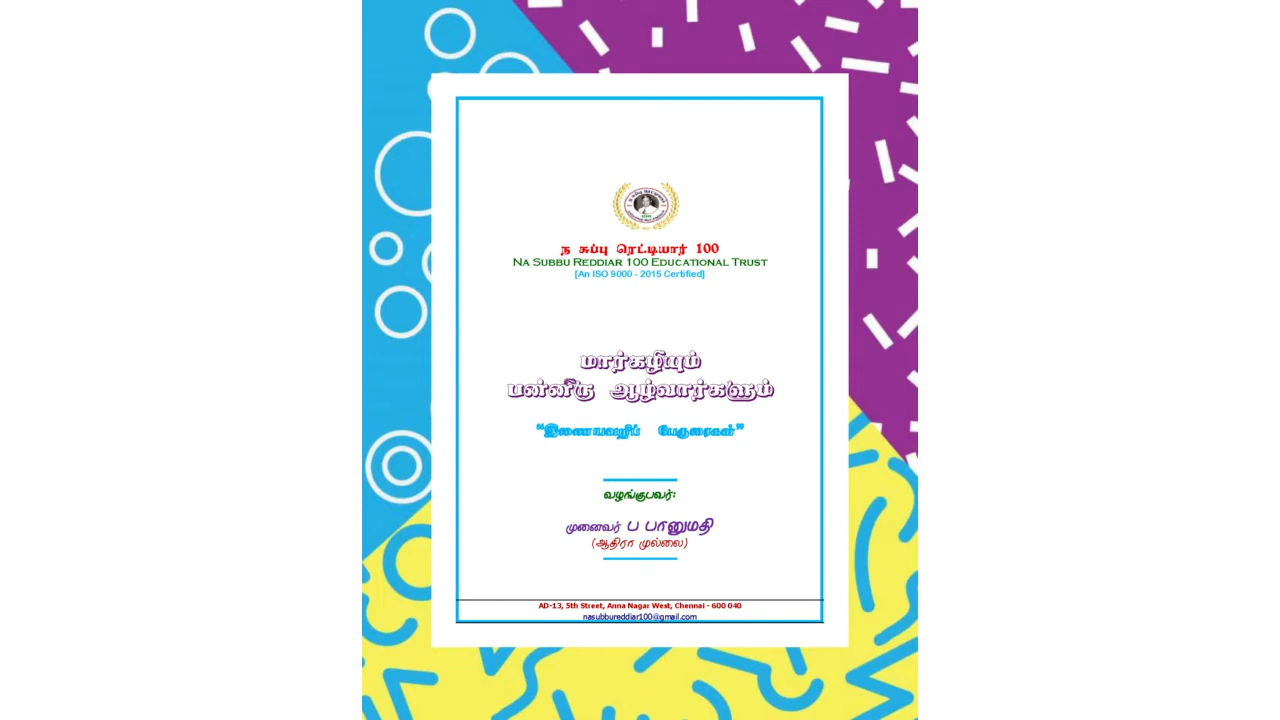 ந சுப்பு ரெட்டியார் 100
NA SUBBU REDDIAR 100 EDUCATIONAL TRUST
[An ISO 9000 - 2015 Certified]
மார்கழியும்
பன்னிரு ஆழ்வார்களும்
“இணையவழிப் பேருரைகள்”
வழங்குபவர்:
முனைவர் ப பானுமதி
(ஆதிரா முல்லை)
AD-13, 5th Street, Anna Nagar West, Chennai - 600 040
nasubbureddiar100@gmail.com